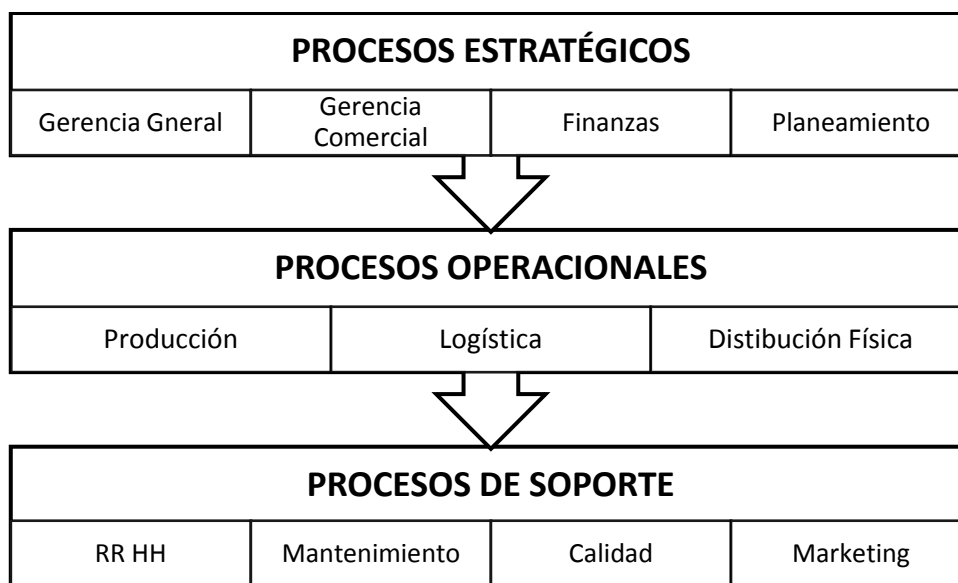 PROCESOS ESTRATÉGICOS
Gerencia Gneral
Gerencia
Comercial
Finanzas
Planeamiento
PROCESOS OPERACIONALES
Producción
Logística
Distibución Física
PROCESOS DE SOPORTE
RR HH
Mantenimiento
Calidad
Marketing